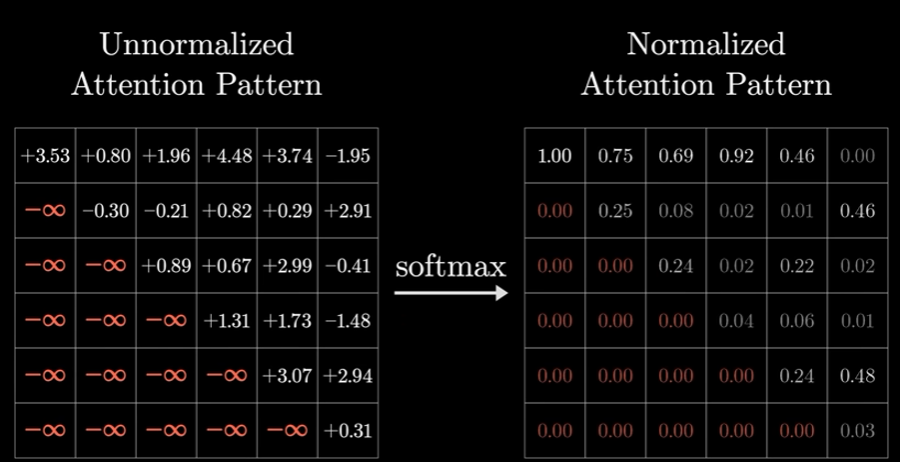 Unnormalized
Attention Pattern
Normalized
Attention Pattern
+3.53 +0.80 +1.96 +4.48 +3.74 −1.95
−∞ −0.30 −0.21 +0.82 +0.29 +2.91
−∞ −∞ +0.89 +0.67 +2.99 −0.41
−∞ −∞ −∞ +1.31 +1.73 −1.48
−∞ −∞ −∞ −∞ +3.07 +2.94
−∞ −∞ −∞ −∞ −∞ +0.31
softmax
1.00 0.75 0.69 0.92 0.46 0.00
0.00 0.25 0.08 0.02 0.01 0.46
0.00 0.00 0.24 0.02 0.22 0.02
0.00 0.00 0.00 0.04 0.06 0.01
0.00 0.00 0.00 0.00 0.24 0.48
0.00 0.00 0.00 0.00 0.00 0.03